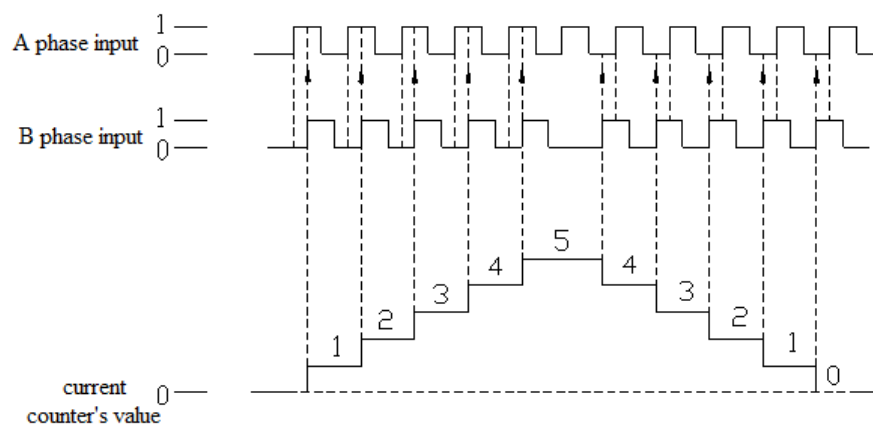 1
A phase input 0
1
B phase input 0
5
4 4
3 3
2 2
1 1
0
current 0
counter's value